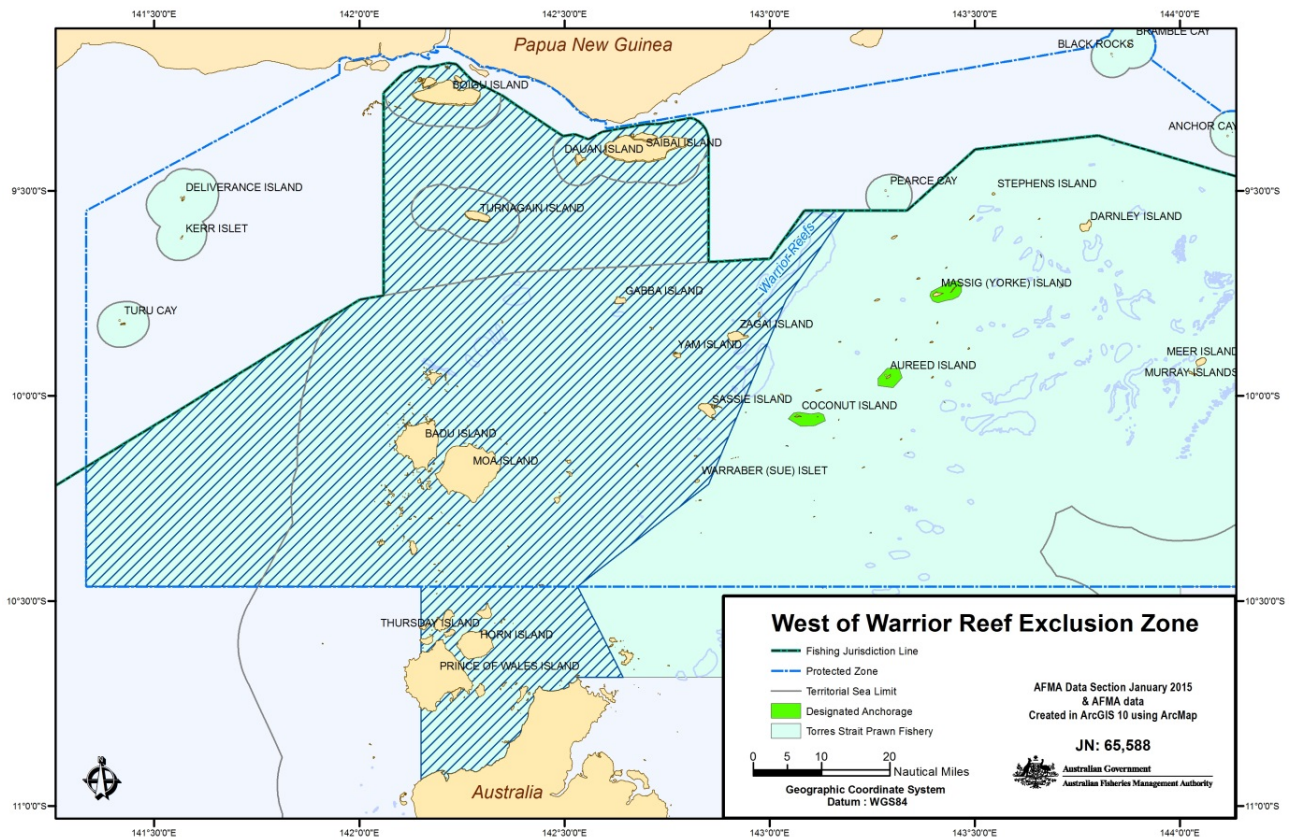 141°30'0"E 142°0'0"E 142°30'0"E 143°0'0"E 143°30'0"E 144°0'0"E
Papua New Guinea
BRAMBLE CAY
BLACK ROCKS
BOIGU ISLAND
ANCHOR CAY
DAUAN ISLAND
SAIBAI ISLAND
9°30'0"S
DELIVERANCE ISLAND
PEARCE CAY
STEPHENS ISLAND
9°30'0"S
TURNAGAIN ISLAND
DARNLEY ISLAND
KERR ISLET
Warrior Reefs
MASSIG (YORKE) ISLAND
GABBA ISLAND
TURU CAY
ZAGAI ISLAND
YAM ISLAND
MEER ISLAND
AUREED ISLAND
MURRAY ISLANDS
10°0'0"S
SASSIE ISLAND
COCONUT ISLAND
10°0'0"S
BADU ISLAND
MOA ISLAND
WARRABER (SUE) ISLET
10°30'0"S
10°30'0"S
THURSDAY ISLAND
HORN ISLAND
PRINCE OF WALES ISLAND
Australia
11°0'0"S
11°0'0"S
West of Warrior Reef Exclusion Zone
Fishing Jurisdiction Line
Protected Zone
Territorial Sea Limit
Designated Anchorage
Torres Strait Prawn Fishery
0 5 10 20
Nautical Miles
Geographic Coordinate System
Datum : WGS84
AFMA Data Section January 2015
& AFMA data
Created in ArcGIS 10 using ArcMap
JN: 65,588
Australian Government
Australian Fisheries Management Authority
141°30'0"E 142°0'0"E 142°30'0"E 143°0'0"E 143°30'0"E 144°0'0"E